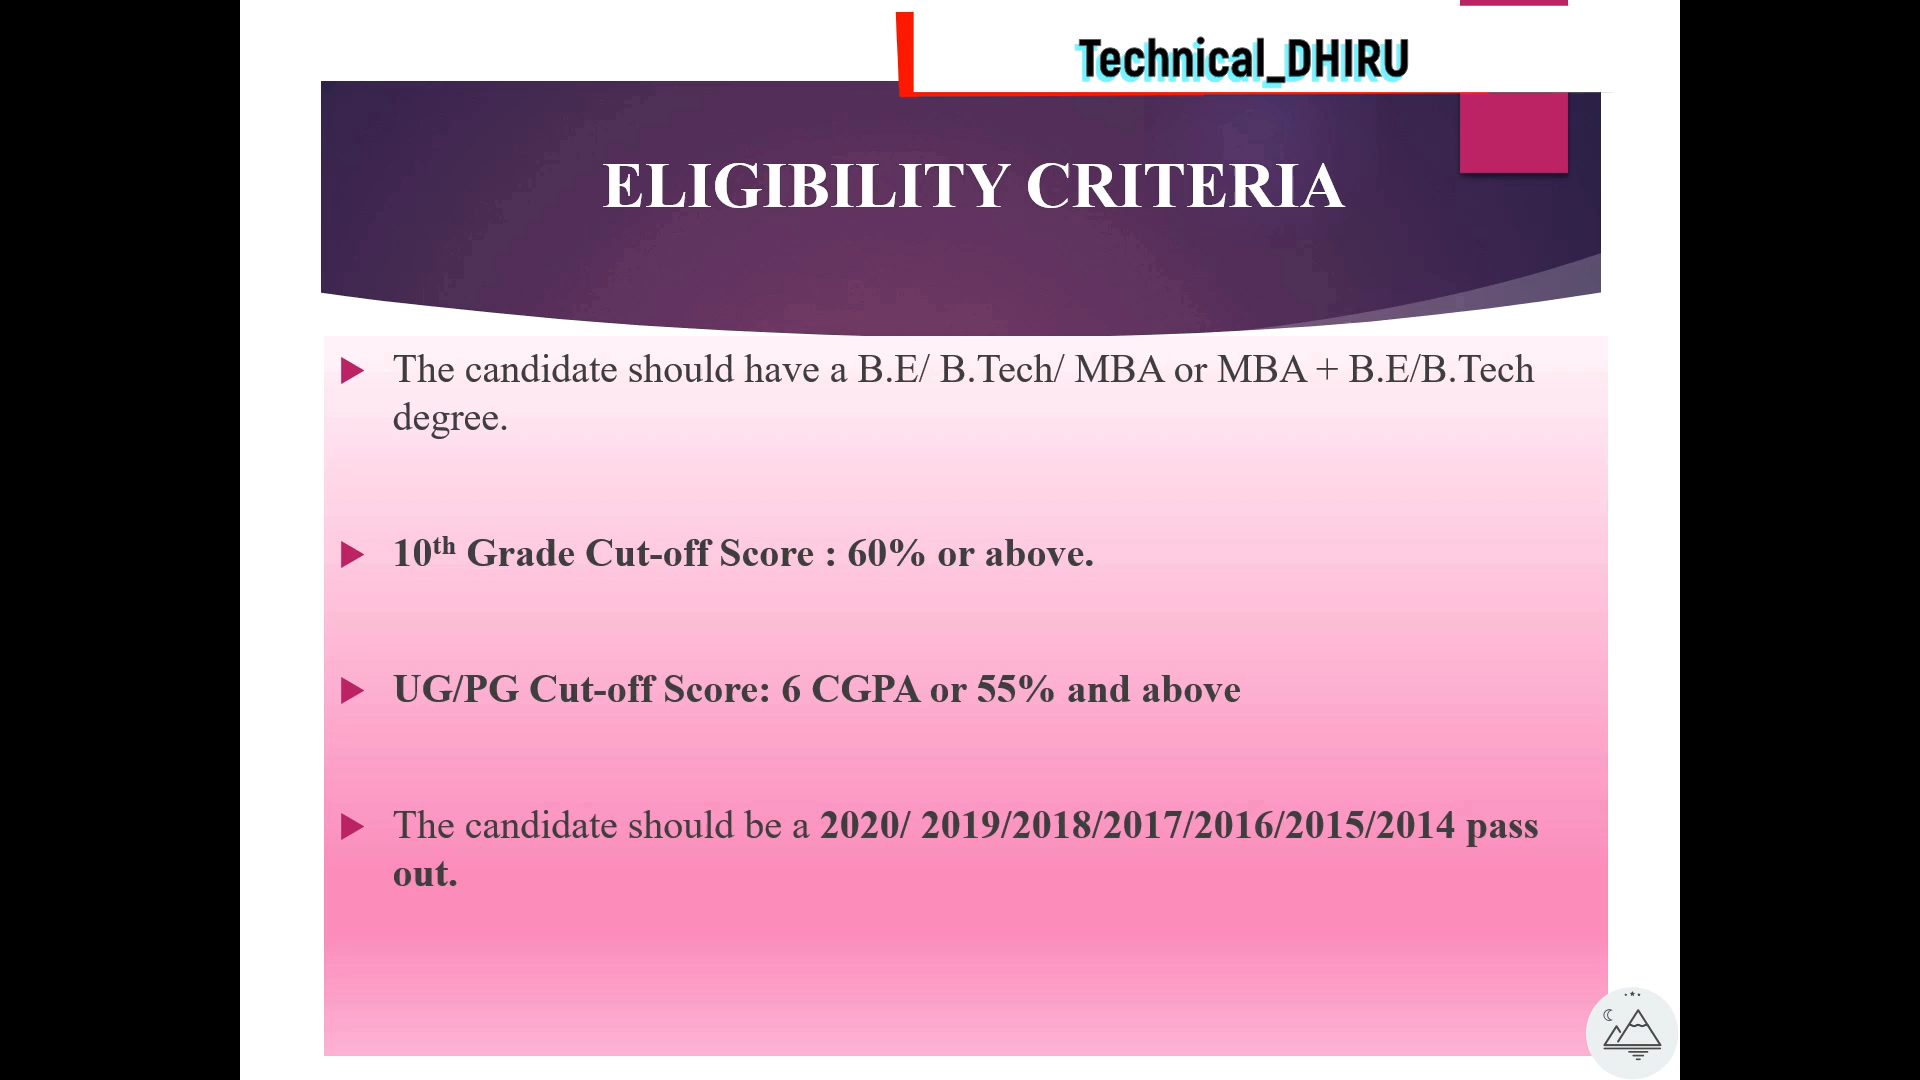 Technical_DHIRU
ELIGIBILITY CRITERIA
The candidate should have a B.E/ B.Tech/ MBA or MBA + B.E/B.Tech
degree.
10th Grade Cut-off Score : 60% or above.
UG/PG Cut-off Score: 6 CGPA or 55% and above
The candidate should be a 2020/ 2019/2018/2017/2016/2015/2014 pass
out.